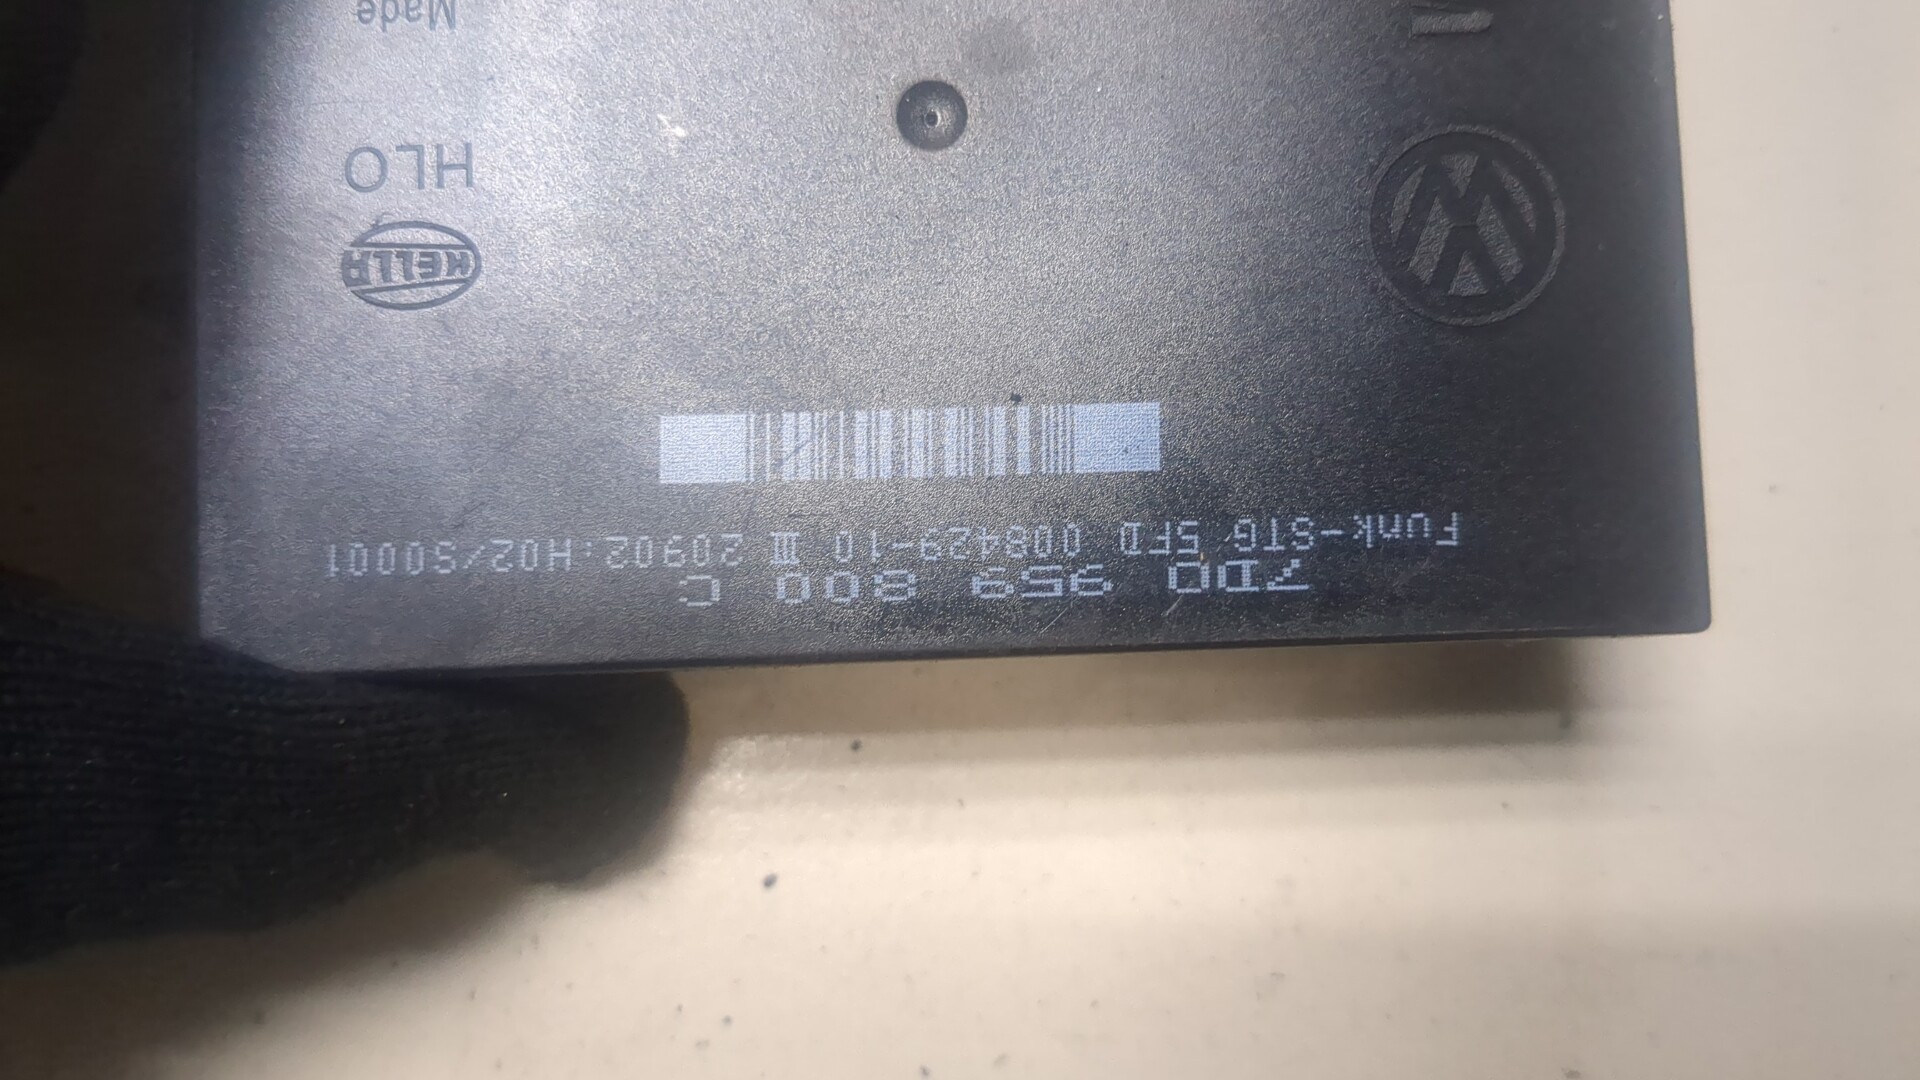 7D0 959 800 C
Funk-STG 5FD 008429-10 III 20902:H02/S0001
HELLA
HLO
Made